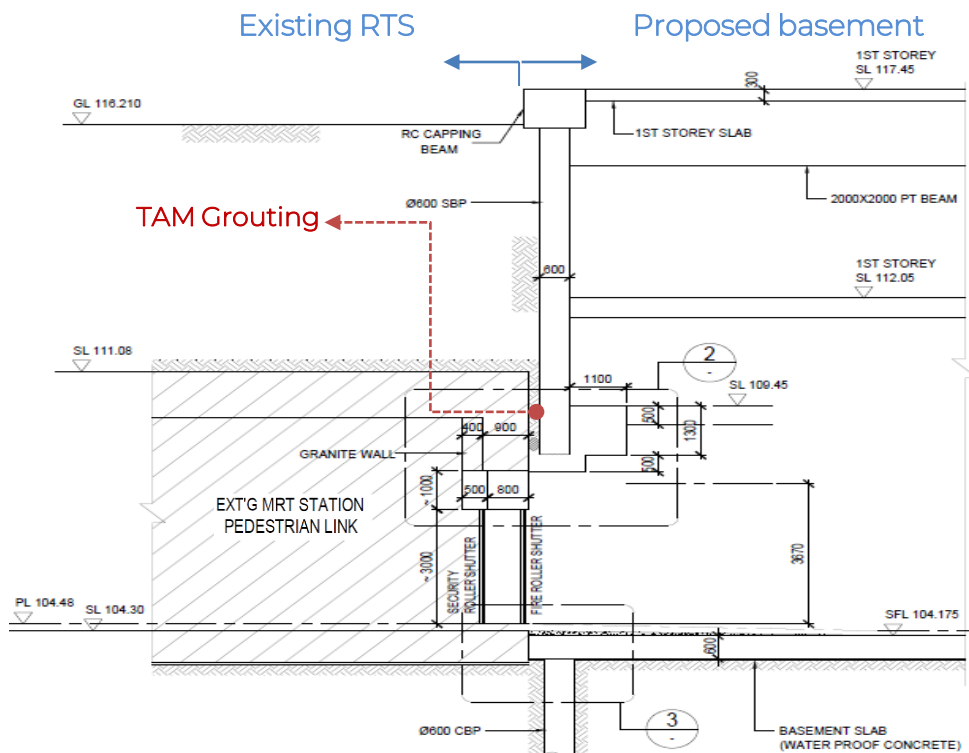 Existing RTS
Proposed basement
1ST STOREY
SL 117.45
300
GL 116.210
RC CAPPING
BEAM
1ST STOREY SLAB
Ø600 SBP
2000X2000 PT BEAM
TAM Grouting
600
1ST STOREY
SL 112.05
SL 111.08
2
-
1100
SL 109.45
500
1300
500
400
900
GRANITE WALL
500
800
~1000
EXT'G MRT STATION
PEDESTRIAN LINK
~3000
SECURITY
ROLLER SHUTTER
FIRE ROLLER SHUTTER
3670
PL 104.48
SL 104.30
SFL 104.175
600
Ø600 CBP
3
-
BASEMENT SLAB
(WATER PROOF CONCRETE)